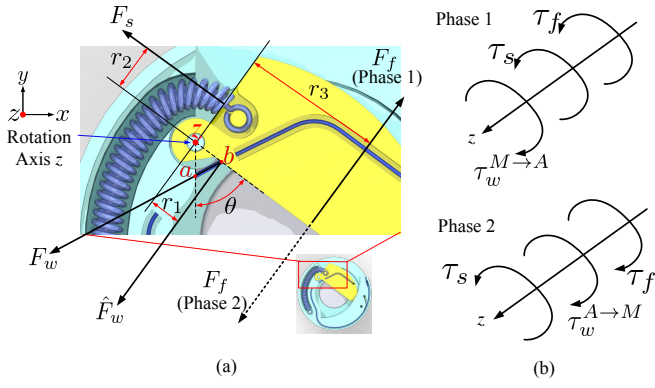 F_s
r_2
F_f
(Phase 1)
y
z
x
Rotation
Axis z
z
r_3
a
b
r_1
θ
F_w
F̂_w
F_f
(Phase 2)
(a)
Phase 1
τ_f
τ_s
z
τ_w^{M→A}
Phase 2
τ_s
τ_f
z
τ_w^{A→M}
(b)